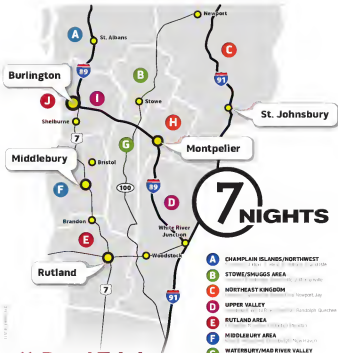 Newport
A
St. Albans
C
89
B
91
Burlington
J
I
Stowe
St. Johnsbury
Shelburne
H
7
G
Montpelier
Middlebury
Bristol
100
89
F
D
7 NIGHTS
Brandon
White River
Junction
E
Woodstock
Rutland
7
91
A CHAMPLAIN ISLANDS/NORTHWEST
B STOWE/SMUGGS AREA
C NORTHEAST KINGDOM
D UPPER VALLEY
E RUTLAND AREA
F MIDDLEBURY AREA
G WATERBURY/MAD RIVER VALLEY